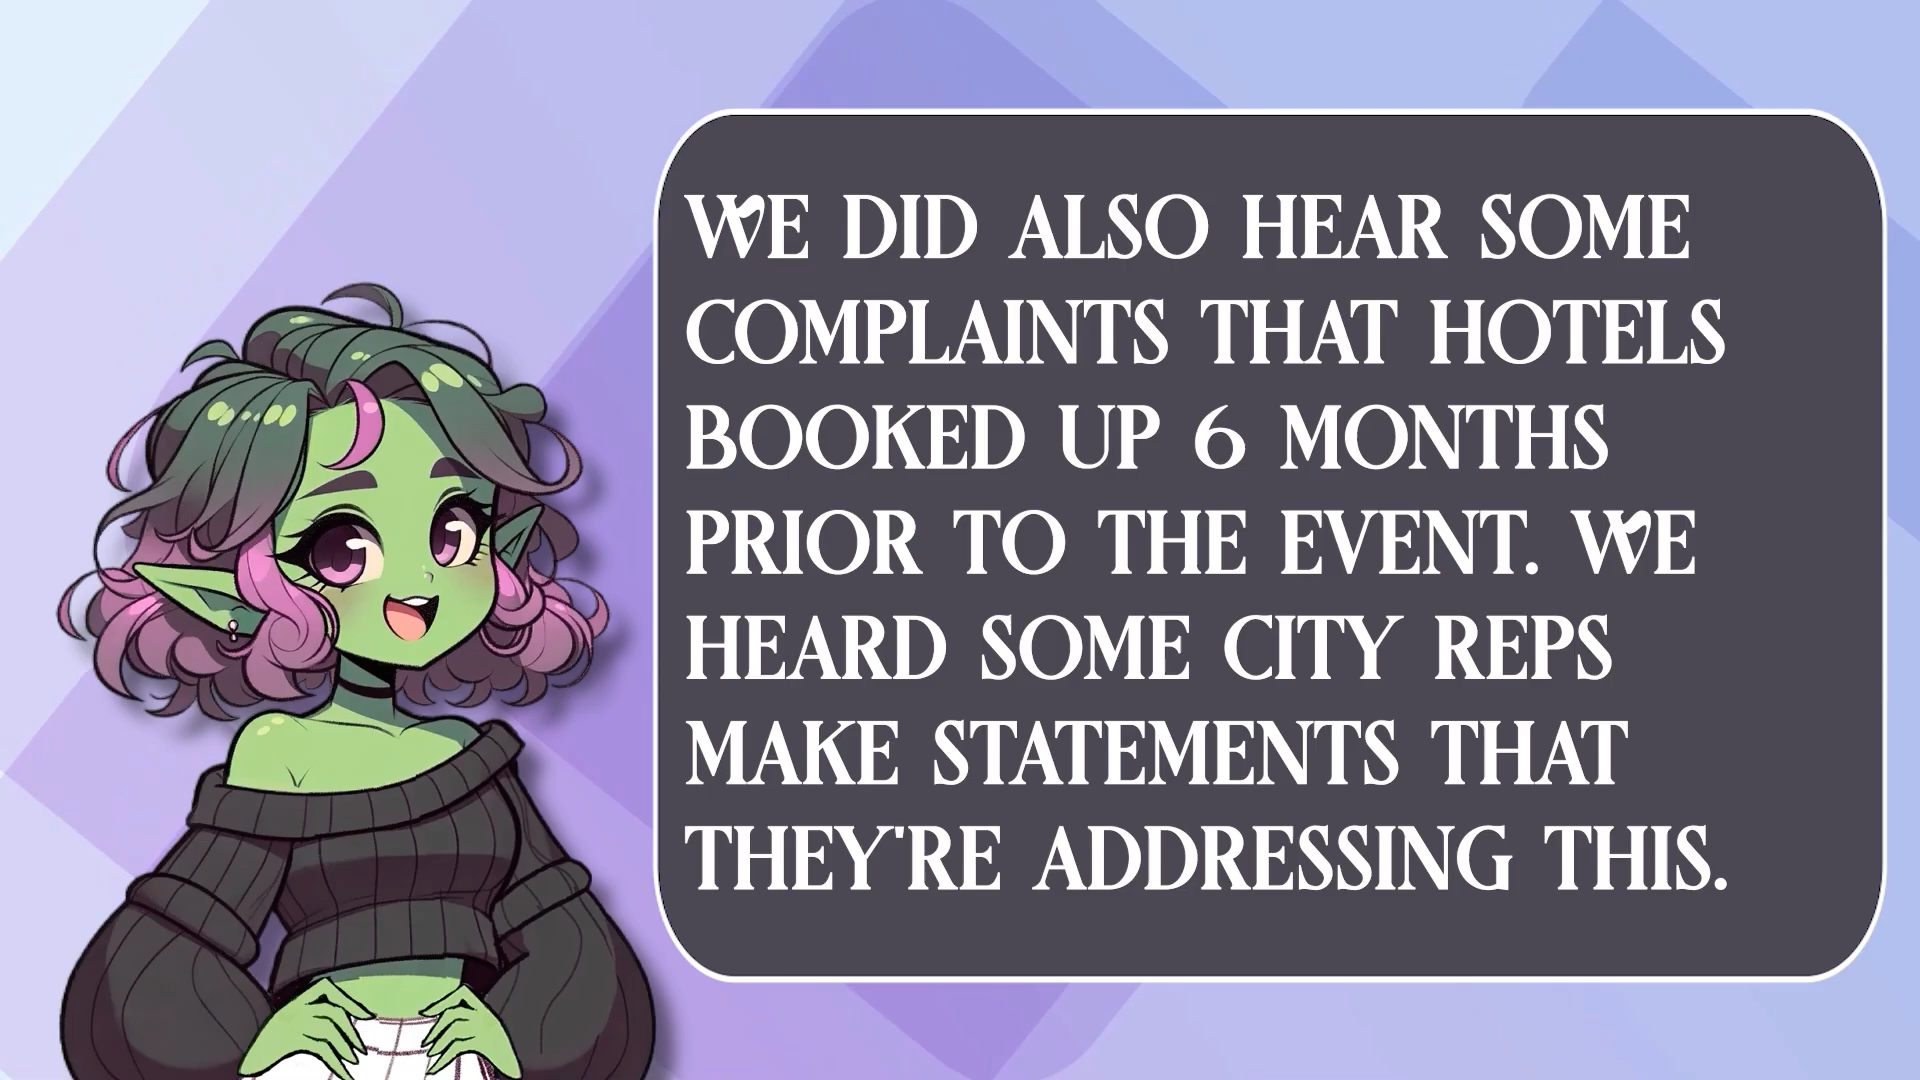 WE DID ALSO HEAR SOME
COMPLAINTS THAT HOTELS
BOOKED UP 6 MONTHS
PRIOR TO THE EVENT. WE
HEARD SOME CITY REPS
MAKE STATEMENTS THAT
THEY'RE ADDRESSING THIS.